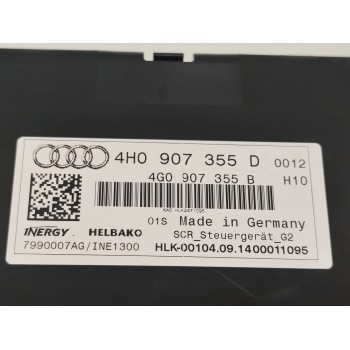 4H0 907 355 D 0012
4G0 907 355 B H10
01S Made in Germany
INERGY HELBAKO SCR_Steuergerät_G2
7990007AG/INE1300 HLK-00104.09.1400011095